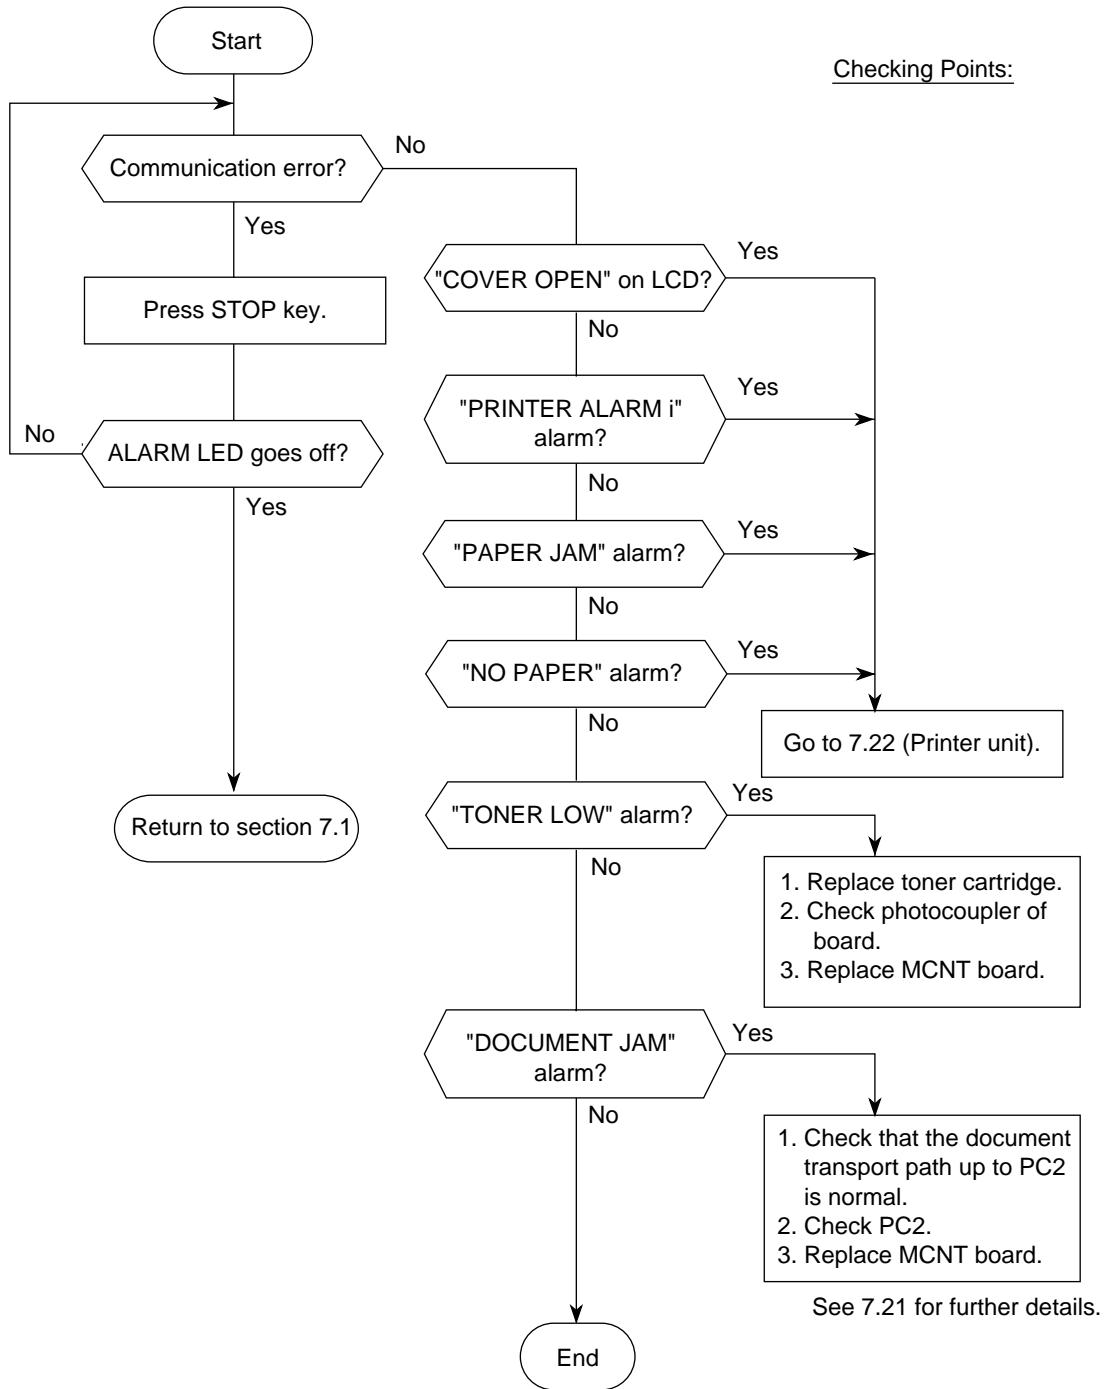 Start
Checking Points:
Communication error?
No
Yes
Press STOP key.
No
ALARM LED goes off?
Yes
Return to section 7.1
"COVER OPEN" on LCD?
Yes
No
"PRINTER ALARM i"
alarm?
Yes
No
"PAPER JAM" alarm?
Yes
No
"NO PAPER" alarm?
Yes
No
Go to 7.22 (Printer unit).
"TONER LOW" alarm?
Yes
No
1. Replace toner cartridge.
2. Check photocoupler of
board.
3. Replace MCNT board.
"DOCUMENT JAM"
alarm?
Yes
No
1. Check that the document
transport path up to PC2
is normal.
2. Check PC2.
3. Replace MCNT board.
See 7.21 for further details.
End